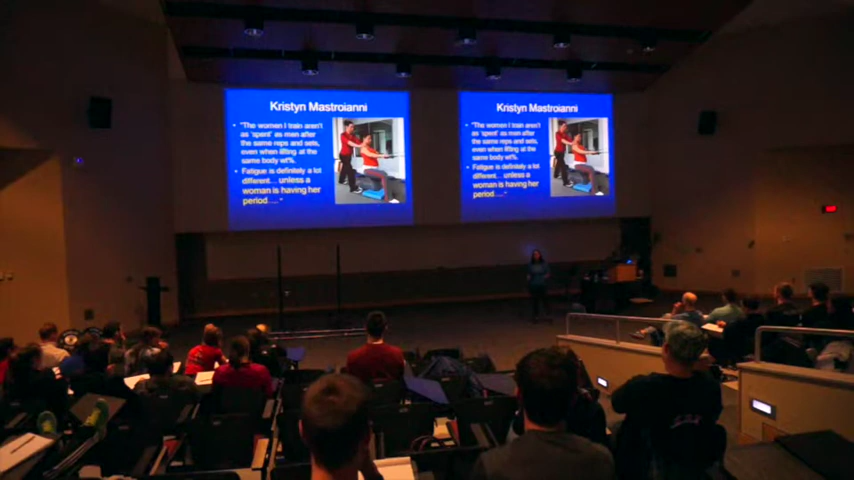 Kristyn Mastroianni
• "The women I train aren't
as 'spent' as men after
the same reps and sets,
even when lifting at the
same body wt%.
• Fatigue is definitely a lot
different... unless a
woman is having her
period...."
Kristyn Mastroianni
• "The women I train aren't
as 'spent' as men after
the same reps and sets,
even when lifting at the
same body wt%.
• Fatigue is definitely a lot
different... unless a
woman is having her
period...."